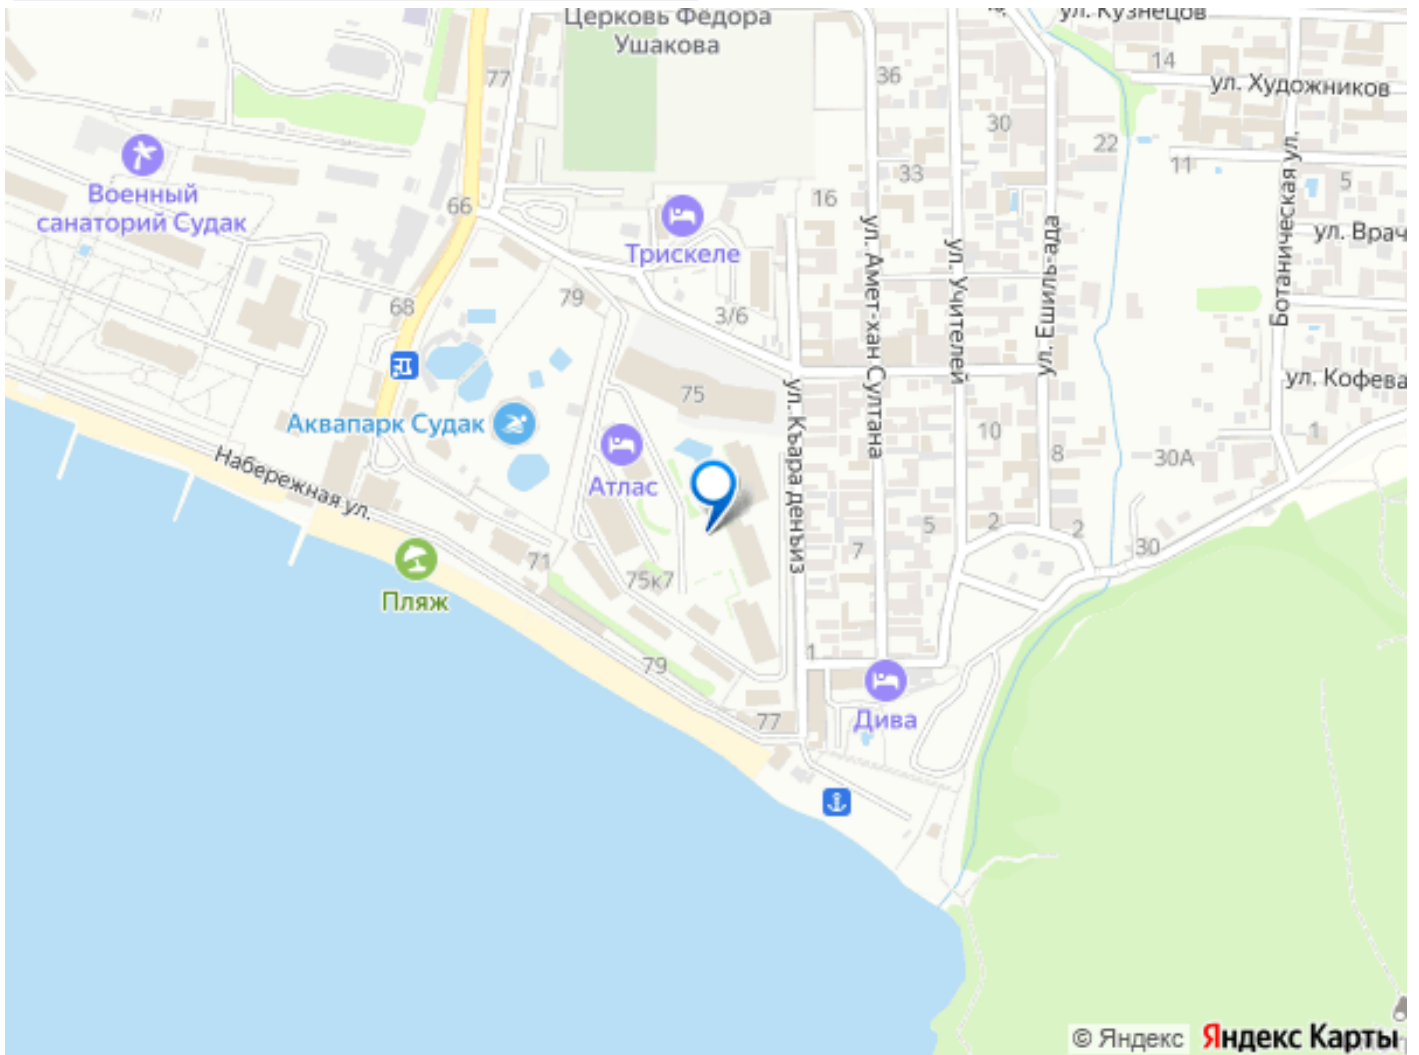 Церковь Фёдора
Ушакова
ул. Кузнецов
77
36
14
ул. Художников
30
22
Военный
санаторий Судак
66
Трискеле
16
33
11
5
ул. Врач
ул. Амет-хан Султана
ул. Учителей
ул. Ешиль-ада
Ботаническая ул.
68
79
3/6
75
ул. Къара денъиз
ул. Кофева
Аквапарк Судак
Атлас
10
8
30А
1
Набережная ул.
71
75к7
7
5
2
2
30
Пляж
79
1
77
Дива
© Яндекс
Яндекс Карты